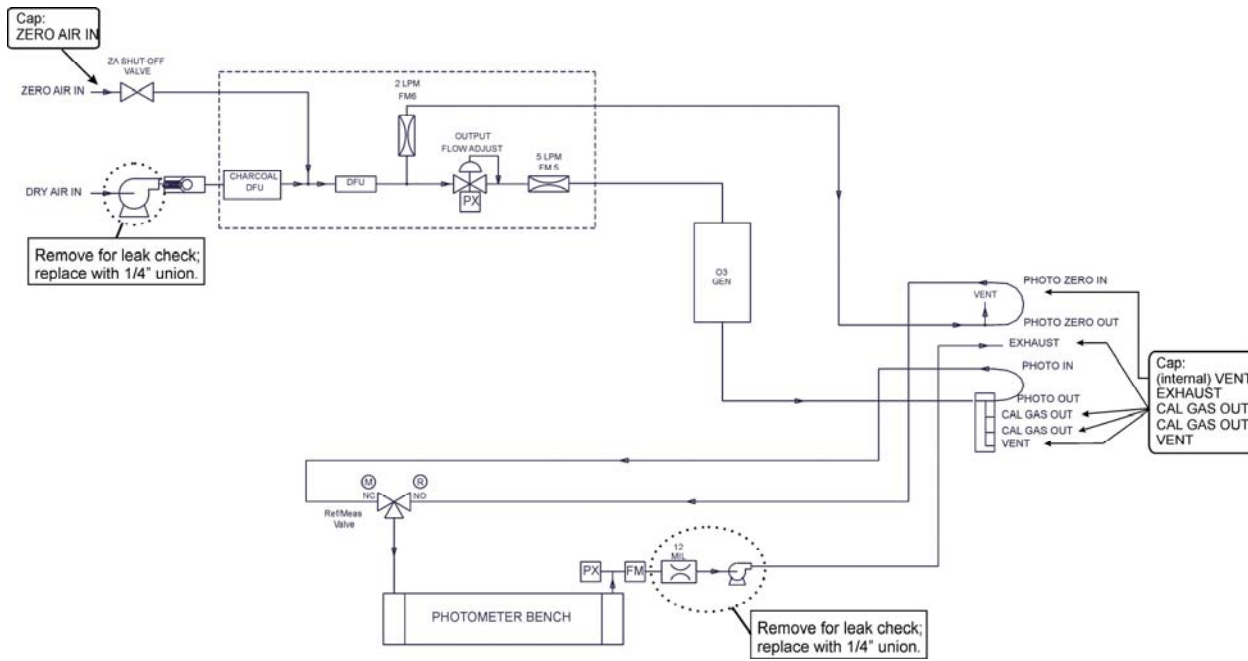 Cap:
ZERO AIR IN
ZA SHUT-OFF
VALVE
ZERO AIR IN
2 LPM
FM6
OUTPUT
FLOW ADJUST
5 LPM
FM 5
DRY AIR IN
CHARCOAL
DFU
DFU
PX
Remove for leak check;
replace with 1/4" union.
O3
GEN
PHOTO ZERO IN
VENT
PHOTO ZERO OUT
EXHAUST
PHOTO IN
PHOTO OUT
CAL GAS OUT
CAL GAS OUT
VENT
Cap:
(internal) VENT
EXHAUST
CAL GAS OUT
CAL GAS OUT
VENT
M
R
NC
NO
Ref/Meas
Valve
12
MIL
PX
FM
PHOTOMETER BENCH
Remove for leak check;
replace with 1/4" union.